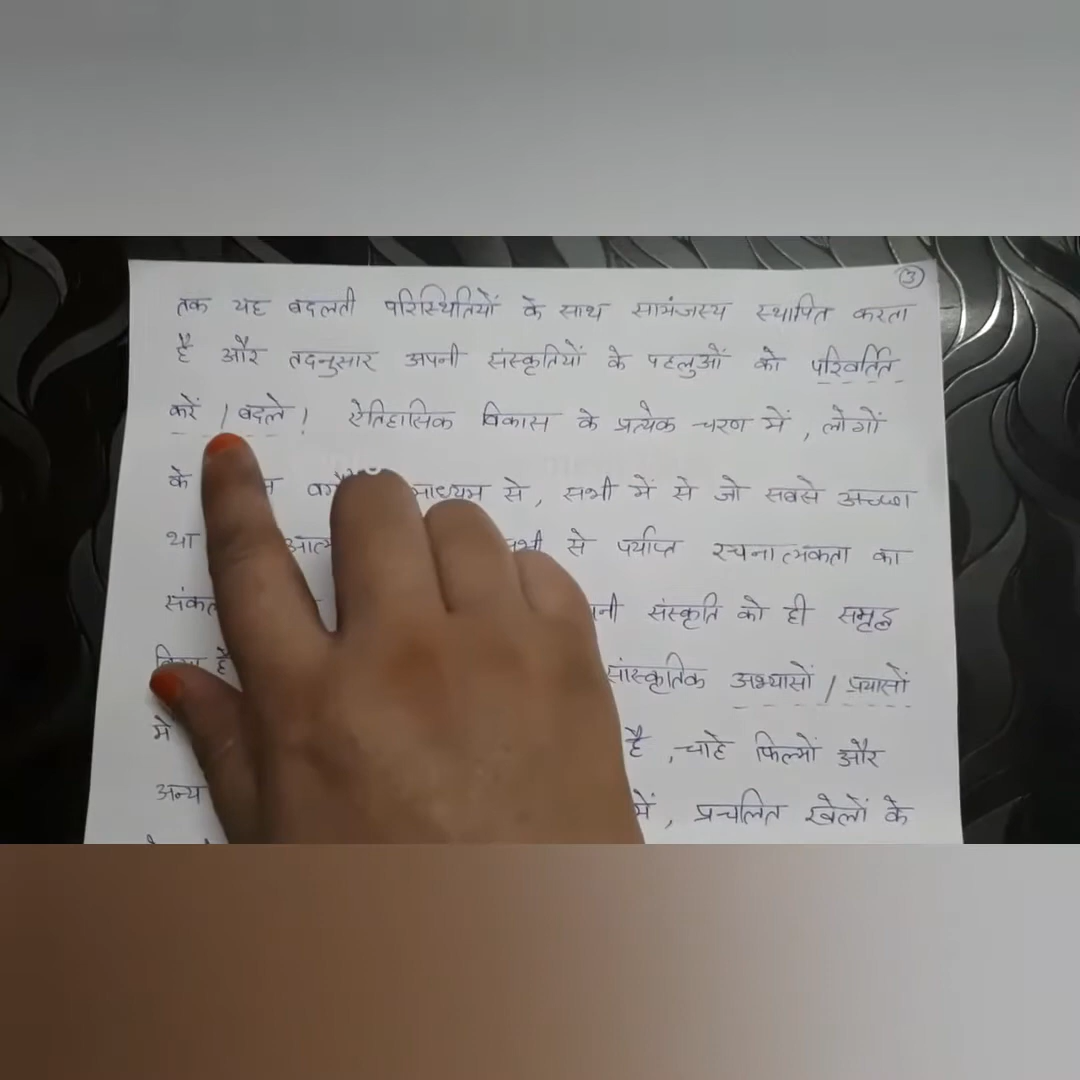 3
तक यह बदलती परिस्थितियों के साथ सामंजस्य स्थापित करता
है और तदनुसार अपनी संस्कृतियों के पहलुओं को परिवर्तित
करें / बदले । ऐतिहासिक विकास के प्रत्येक चरण में , लोगों
के माध्यम से , सभी में से जो सबसे अच्छा
था से पर्याप्त रचनात्मकता का
संस्कृति को ही समृद्ध
है सांस्कृतिक अभ्यासों / प्रयासों
में है , चाहे फिल्मों और
अन्य में , प्रचलित खेलों के